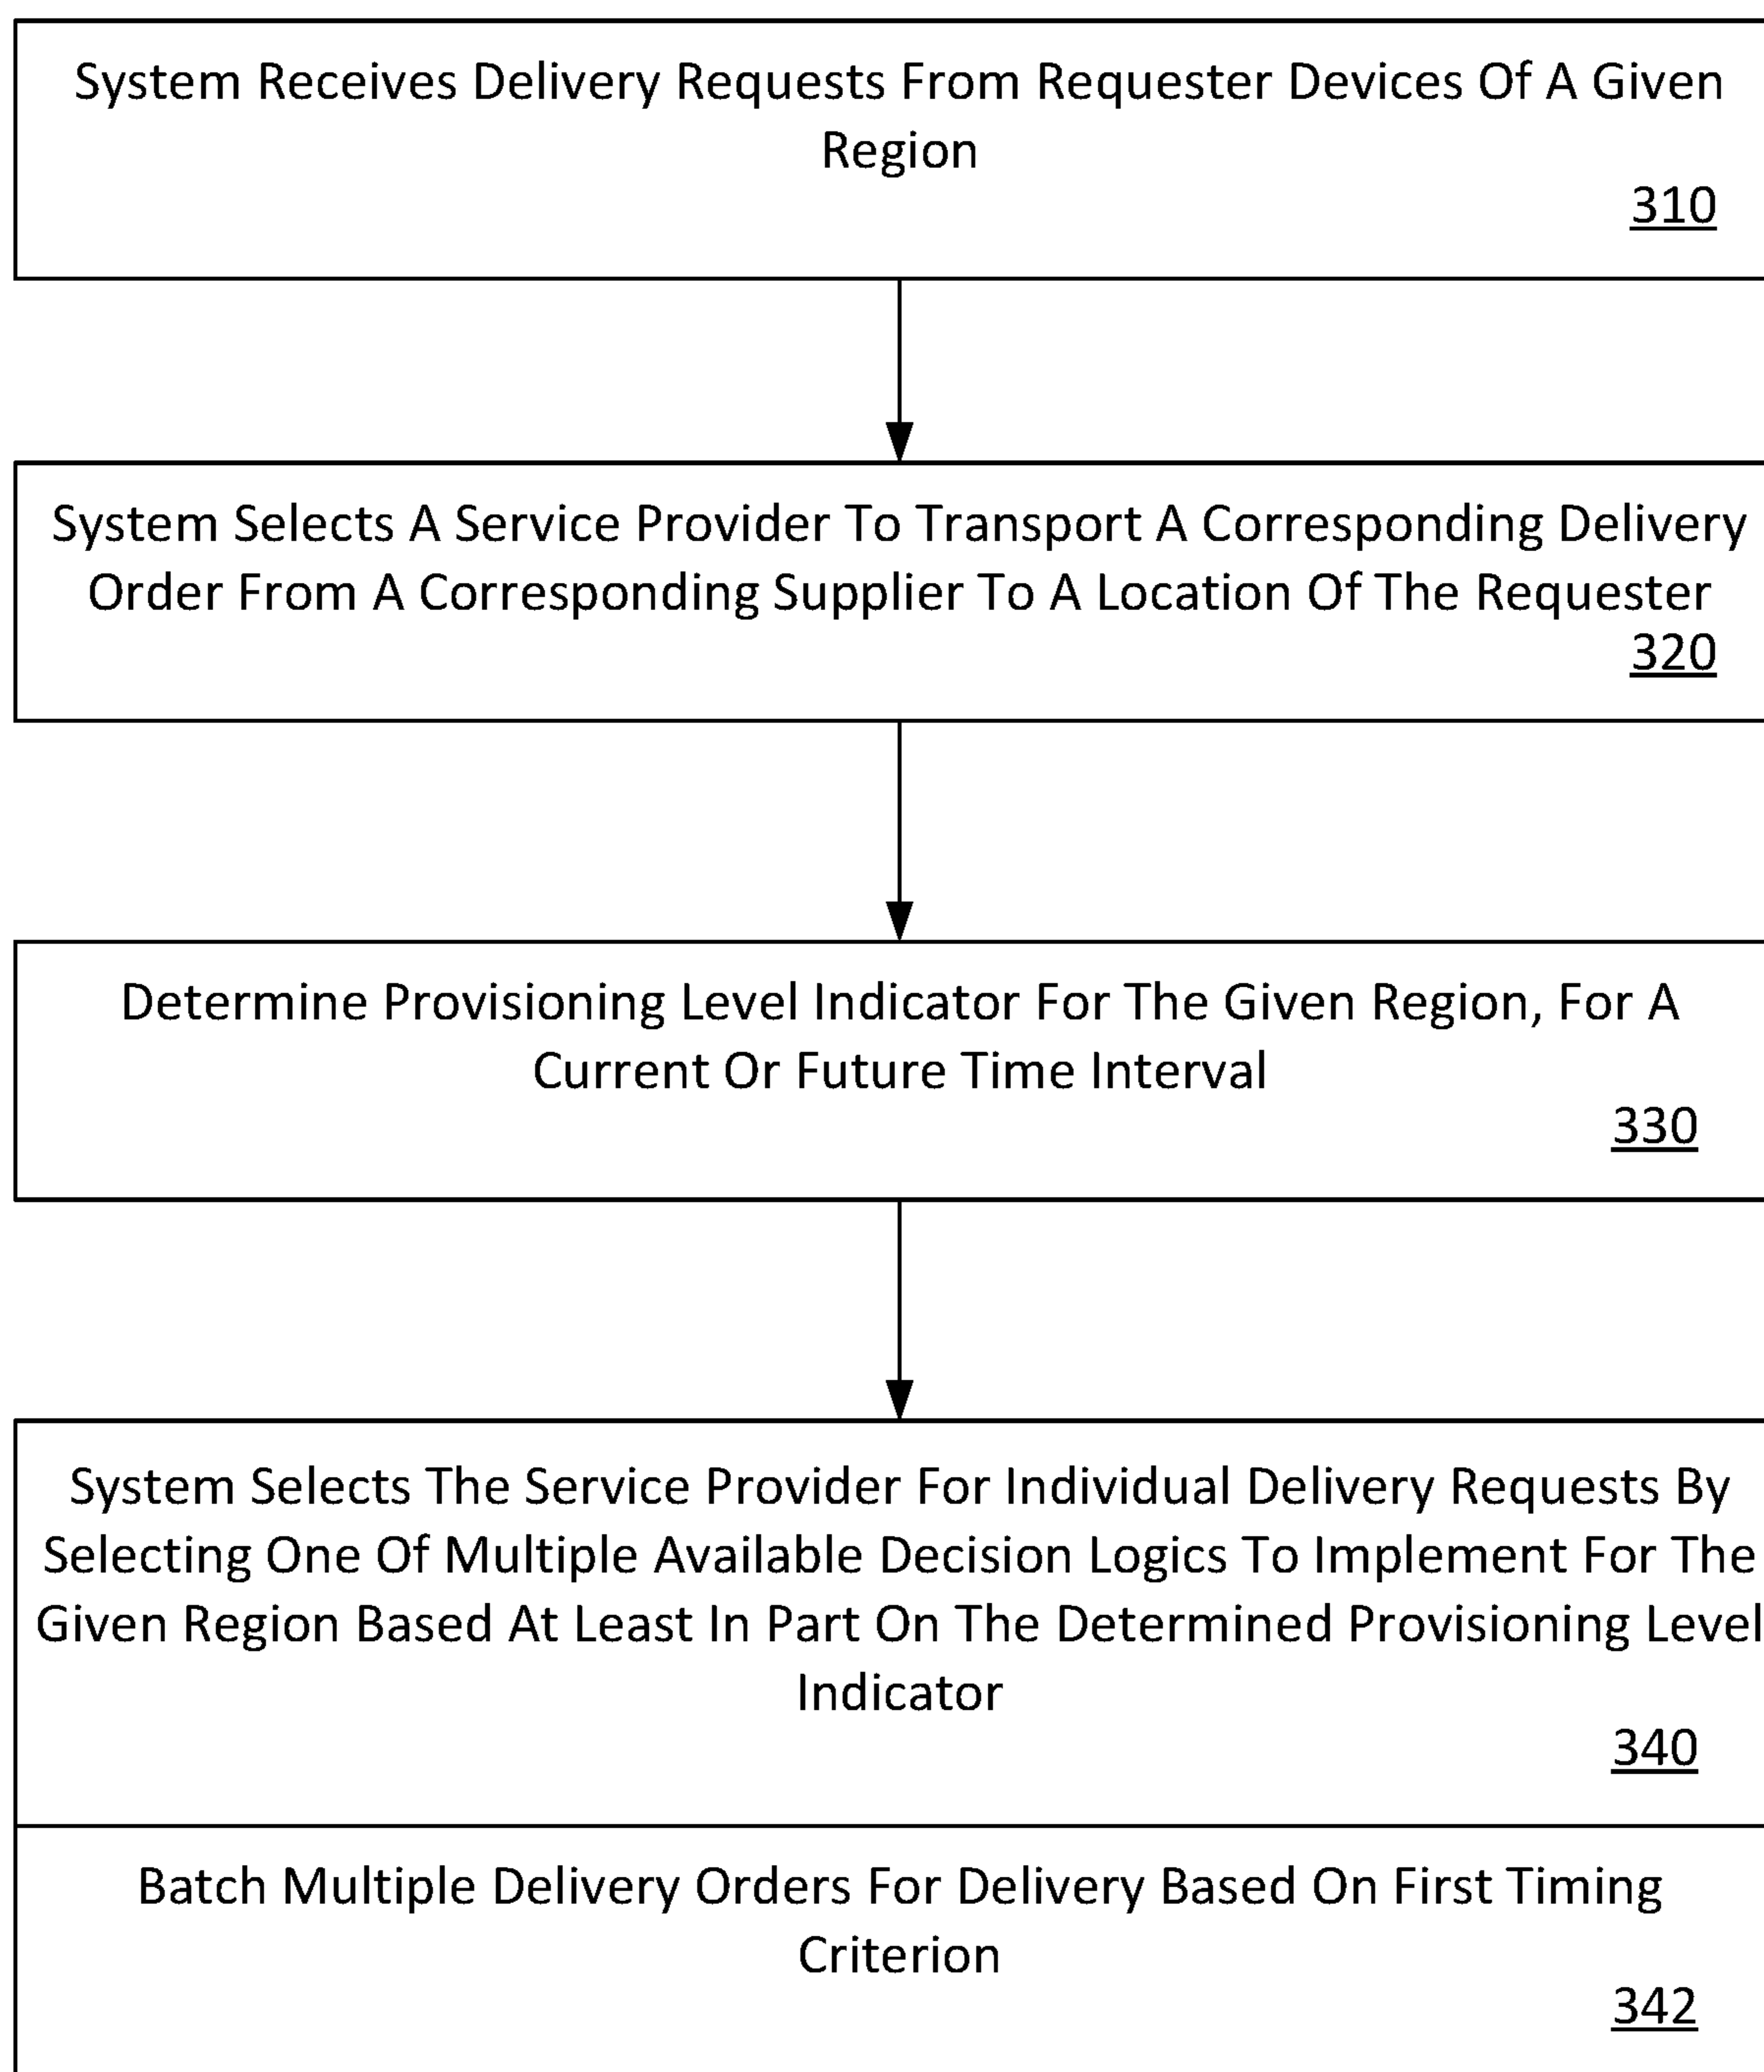 System Receives Delivery Requests From Requester Devices Of A Given
Region
310
System Selects A Service Provider To Transport A Corresponding Delivery
Order From A Corresponding Supplier To A Location Of The Requester
320
Determine Provisioning Level Indicator For The Given Region, For A
Current Or Future Time Interval
330
System Selects The Service Provider For Individual Delivery Requests By
Selecting One Of Multiple Available Decision Logics To Implement For The
Given Region Based At Least In Part On The Determined Provisioning Level
Indicator
340
Batch Multiple Delivery Orders For Delivery Based On First Timing
Criterion
342